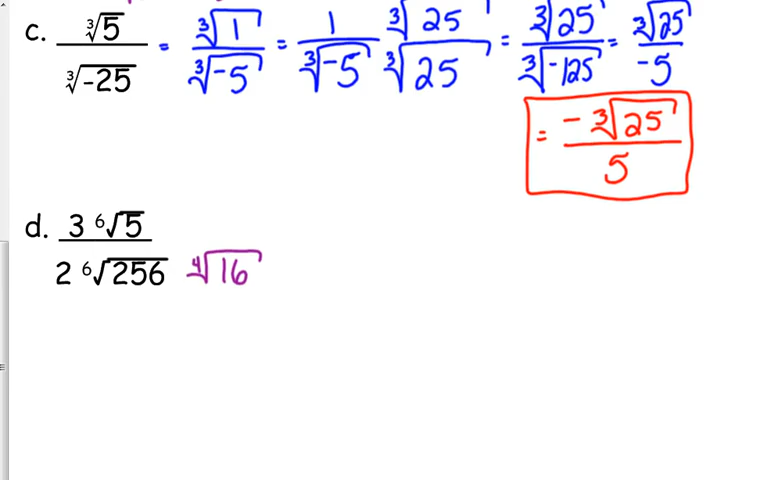 c. ∛5 / ∛-25 = ∛1 / ∛-5 = 1 / ∛-5 ∛25 / ∛25 = ∛25 / ∛-125 = ∛25 / -5
= -∛25 / 5
d. 3 ⁶√5 / 2 ⁶√256 ∜16